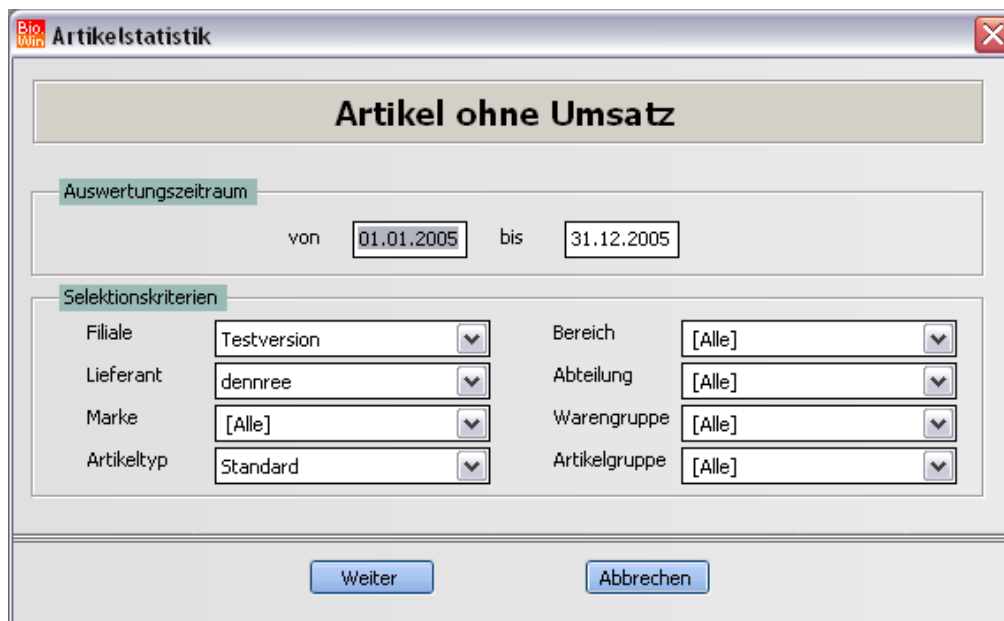 Bio. Win Artikelstatistik
Artikel ohne Umsatz
Auswertungszeitraum
von 01.01.2005 bis 31.12.2005
Selektionskriterien
Filiale Testversion Bereich [Alle]
Lieferant dennree Abteilung [Alle]
Marke [Alle] Warengruppe [Alle]
Artikeltyp Standard Artikelgruppe [Alle]
Weiter Abbrechen